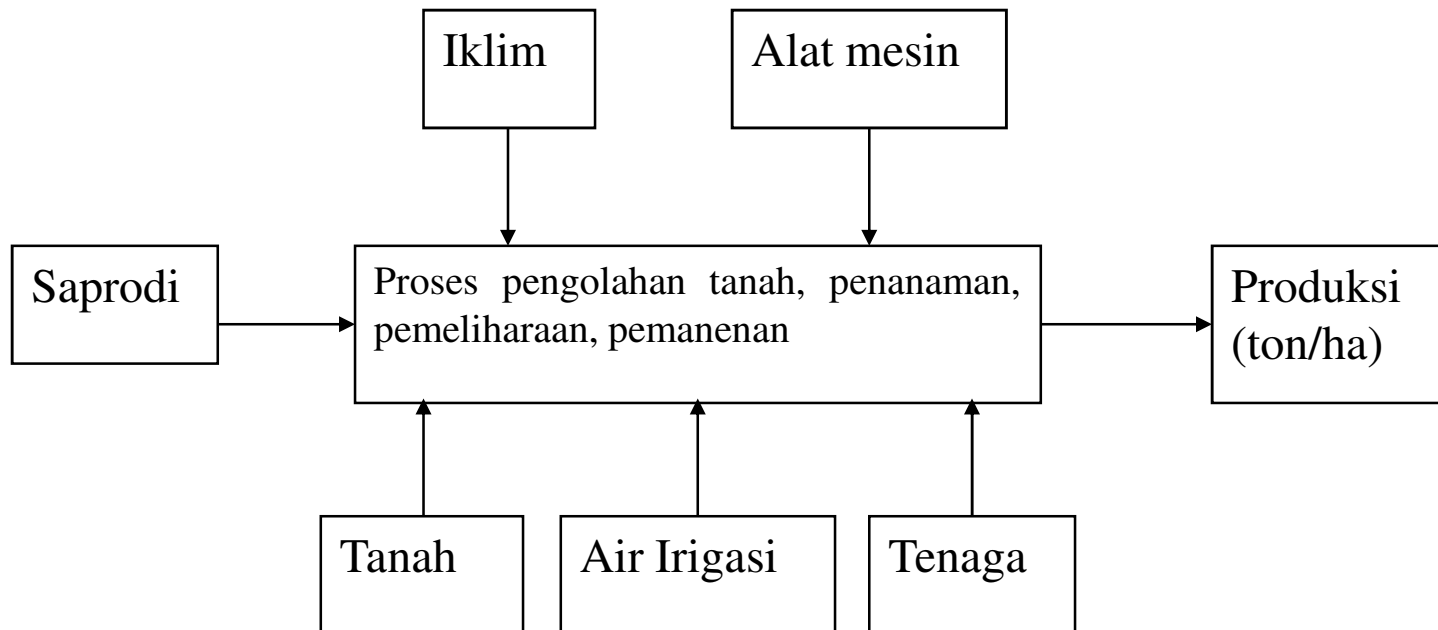 Iklim
Alat mesin
Saprodi
Proses pengolahan tanah, penanaman,
pemeliharaan, pemanenan
Produksi
(ton/ha)
Tanah
Air Irigasi
Tenaga